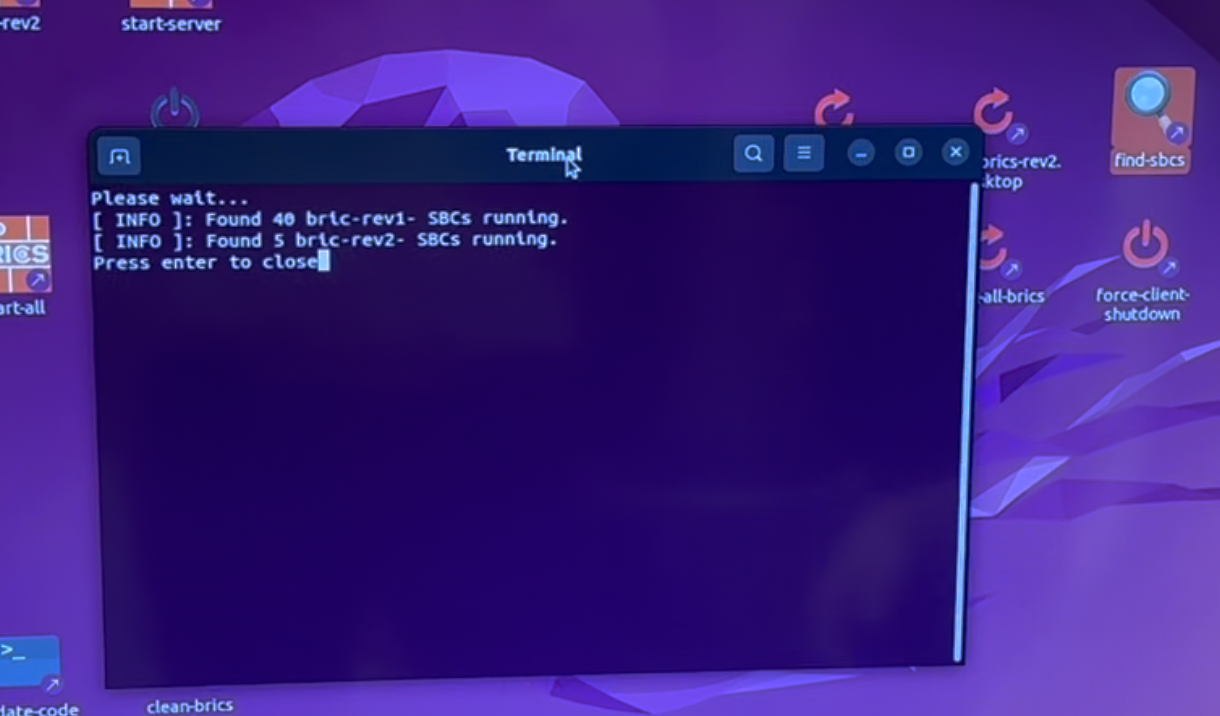 -rev2
start-server
Terminal
Please wait...
[ INFO ]: Found 40 bric-rev1- SBCs running.
[ INFO ]: Found 5 bric-rev2- SBCs running.
Press enter to close
brics-rev2.
ktop
find-sbcs
RICS
art-all
-all-brics
force-client-
shutdown
>_
date-code
clean-brics